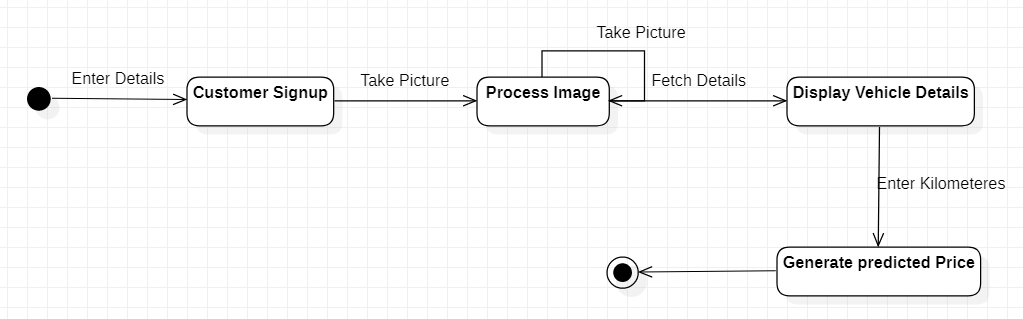 Take Picture
Enter Details
Customer Signup
Take Picture
Process Image
Fetch Details
Display Vehicle Details
Enter Kilometeres
Generate predicted Price